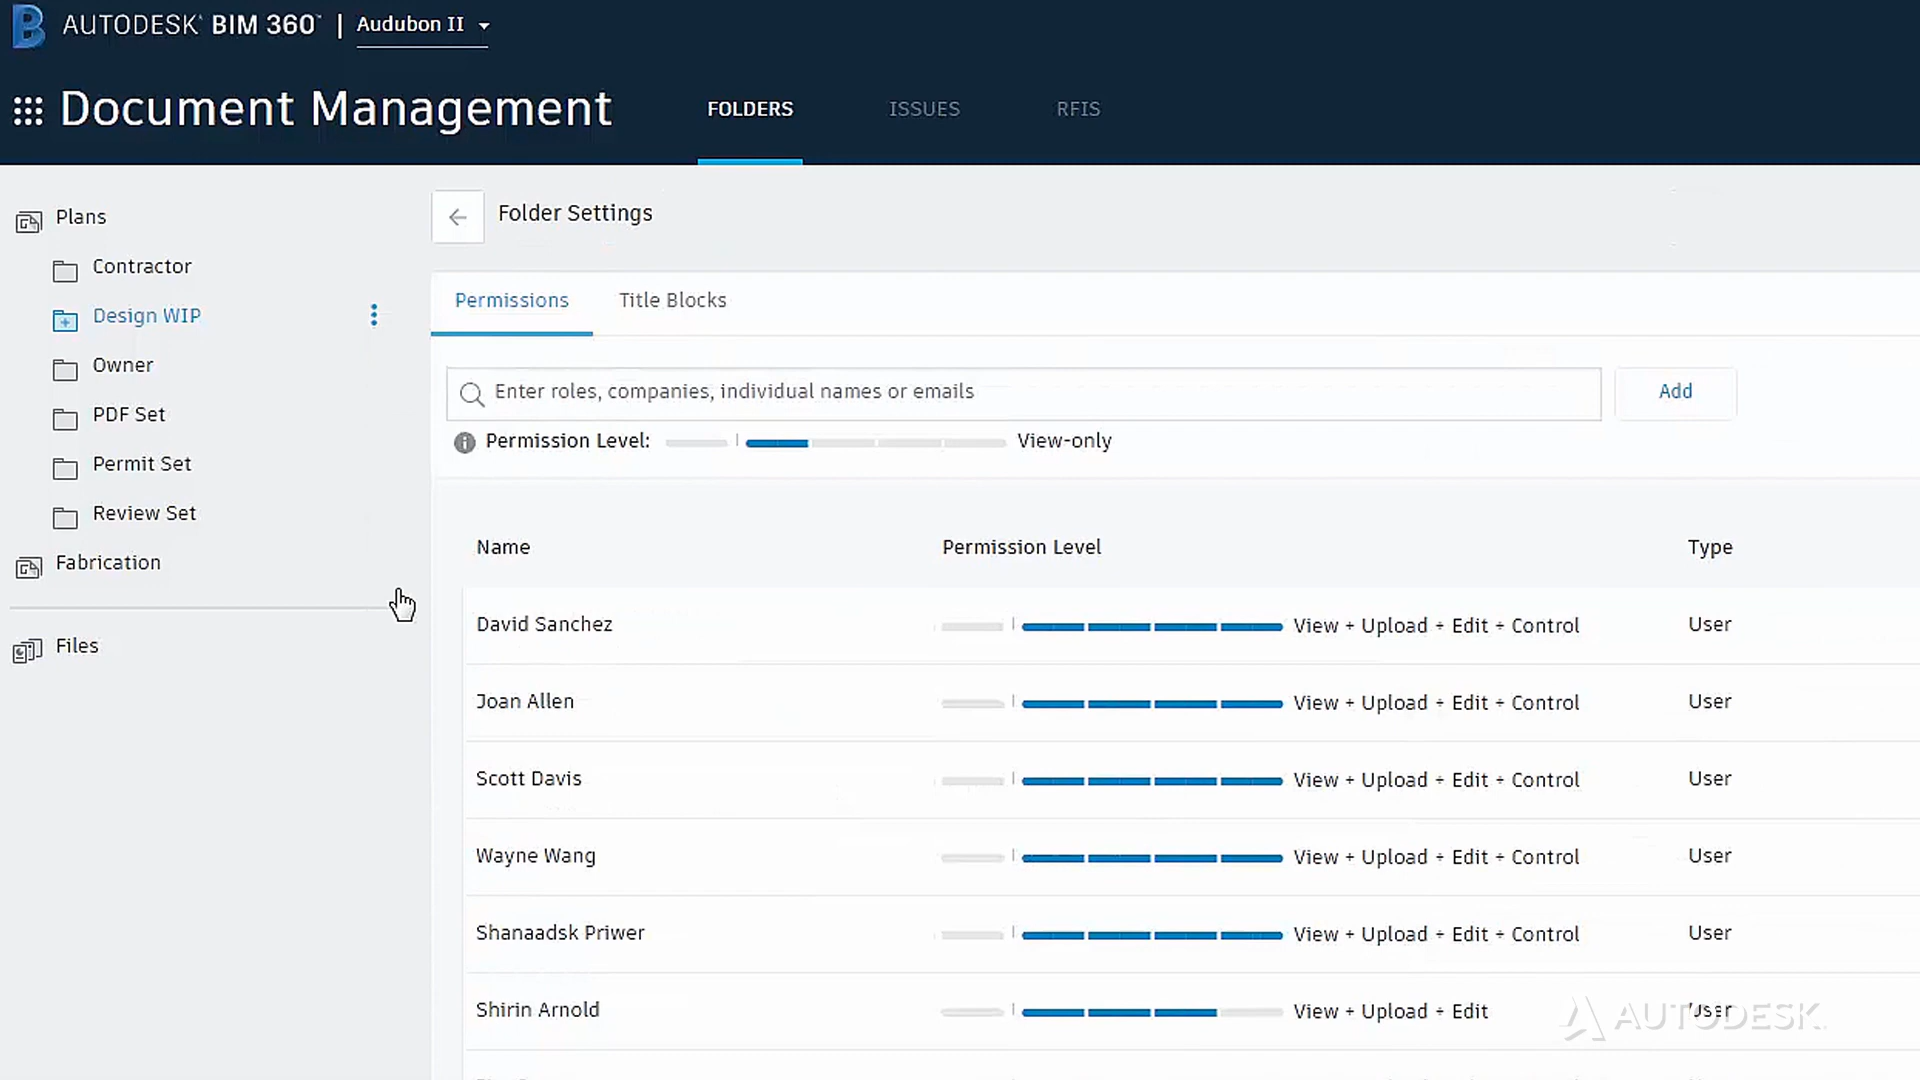 AUTODESK® BIM 360™ | Audubon II
Document Management
FOLDERS
ISSUES
RFIS
Plans
Contractor
Design WIP
Owner
PDF Set
Permit Set
Review Set
Fabrication
Files
Folder Settings
Permissions
Title Blocks
Enter roles, companies, individual names or emails
Add
Permission Level:
View-only
Name
Permission Level
Type
David Sanchez
View + Upload + Edit + Control
User
Joan Allen
View + Upload + Edit + Control
User
Scott Davis
View + Upload + Edit + Control
User
Wayne Wang
View + Upload + Edit + Control
User
Shanaadsk Priwer
View + Upload + Edit + Control
User
Shirin Arnold
View + Upload + Edit
User
AUTODESK.